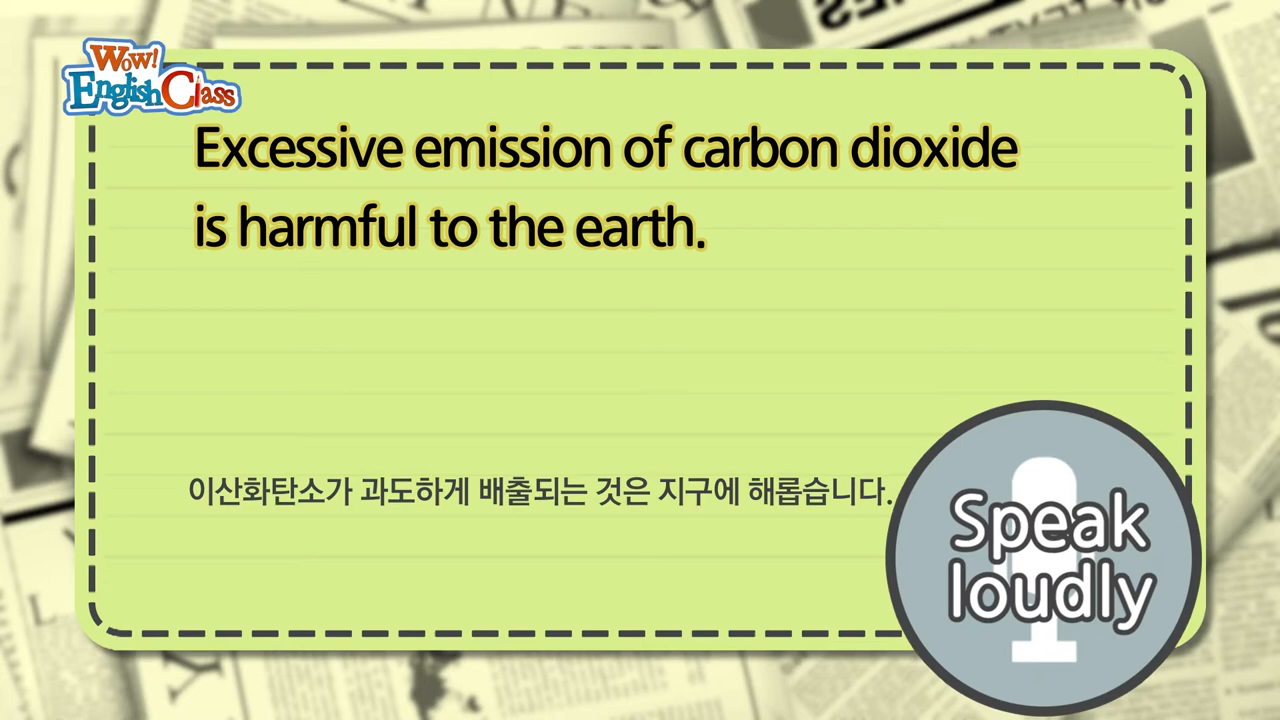 Wow!
English Class
Excessive emission of carbon dioxide
is harmful to the earth.
이산화탄소가 과도하게 배출되는 것은 지구에 해롭습니다.
Speak
loudly